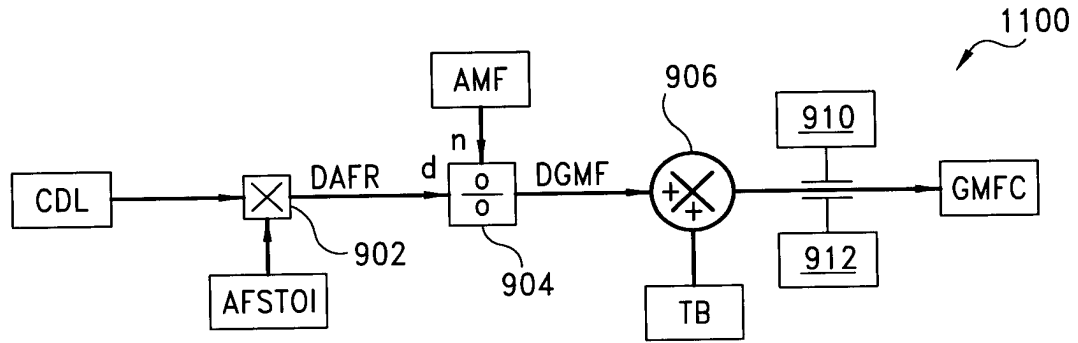 1100
AMF
906
910
n
d
DAFR
DGMF
CDL
GMFC
902
904
912
AFSTOI
TB